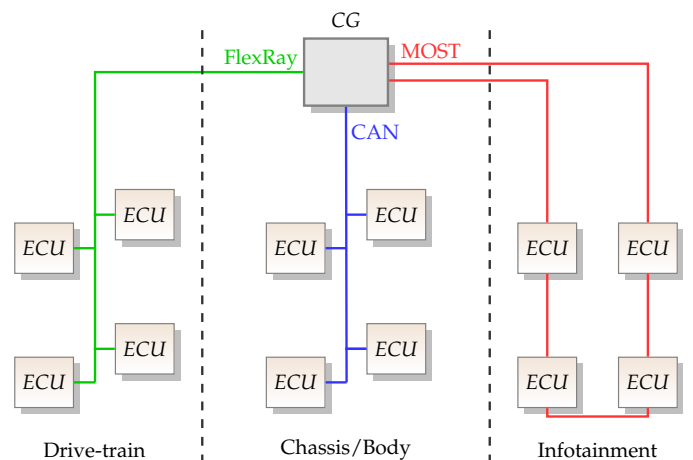 CG
FlexRay
MOST
CAN
ECU
ECU
ECU
ECU
ECU
ECU
ECU
ECU
ECU
ECU
ECU
ECU
Drive-train
Chassis/Body
Infotainment